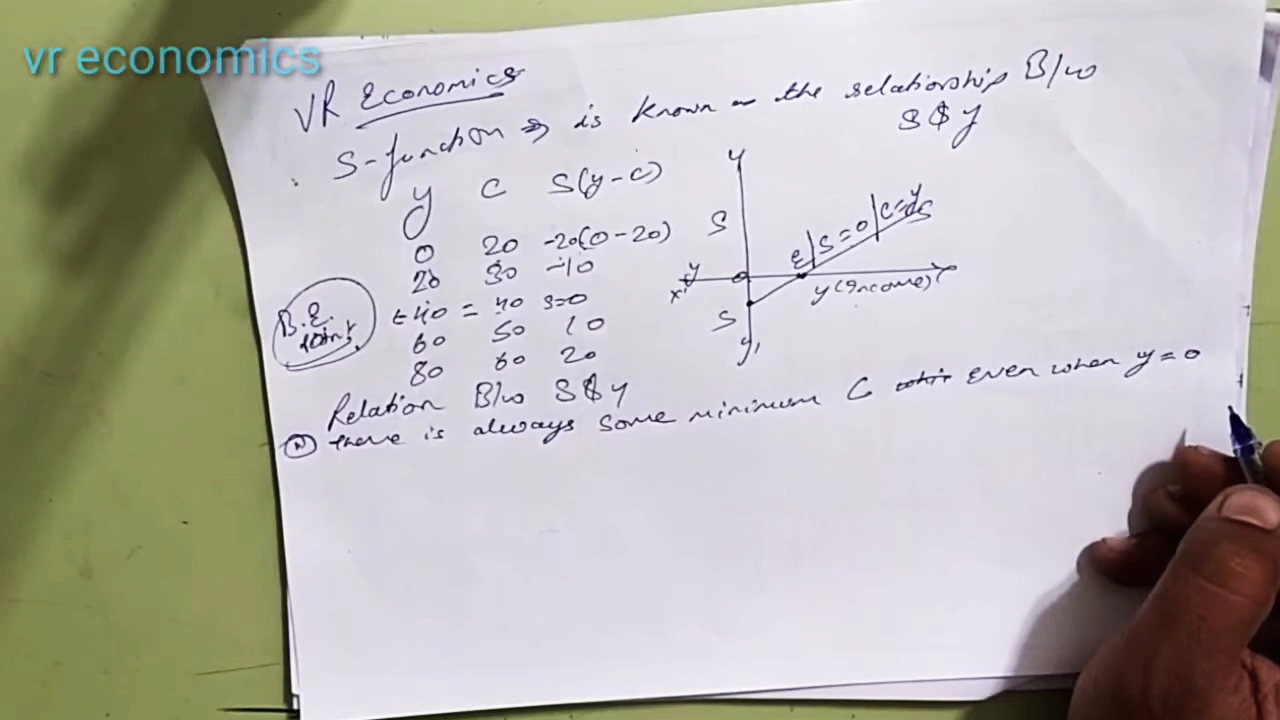 vr economics
VR Economics
S-function → is known as the relationship B/w
S & y
y C S(y-c)
0 20 -20(0-20)
20 30 -10
E 40 = 40 S=0
60 50 10
80 60 20
B.E. point
y
S
E/S=0/C=y
S
x' y 0
y (Income) x
S
y1
Relation B/w S & y
there is always some minimum C even when y=0